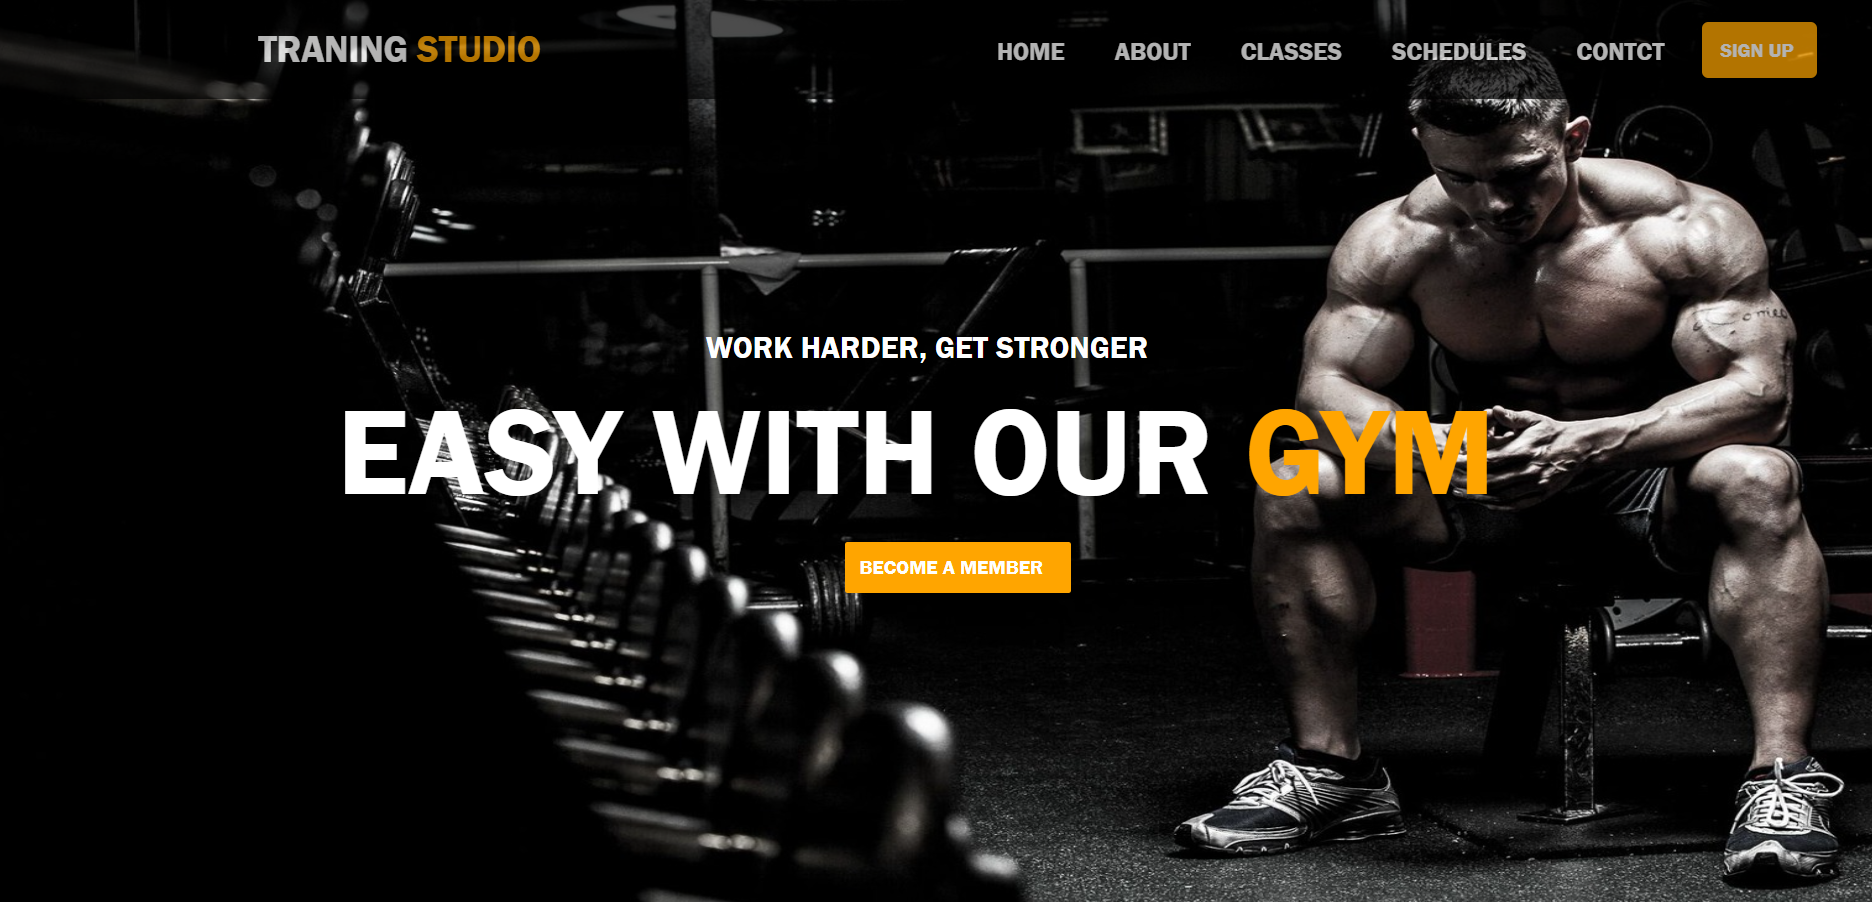 TRANING STUDIO
HOME ABOUT CLASSES SCHEDULES CONTCT SIGN UP
WORK HARDER, GET STRONGER
EASY WITH OUR GYM
BECOME A MEMBER